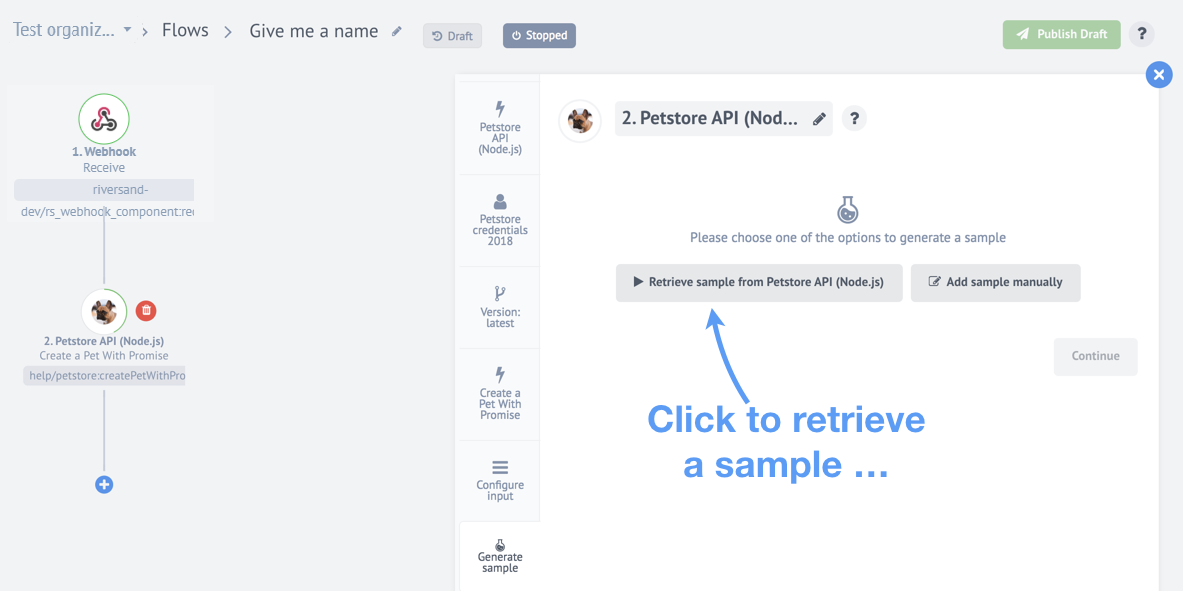 Test organiz... > Flows > Give me a name
Draft
Stopped
Publish Draft
?
1. Webhook
Receive
riversand-
dev/rs_webhook_component:rec
2. Petstore API (Node.js)
Create a Pet With Promise
help/petstore:createPetWithPro
Petstore
API
(Node.js)
Petstore
credentials
2018
Version:
latest
Create a
Pet With
Promise
Configure
input
Generate
sample
2. Petstore API (Nod...
?
Please choose one of the options to generate a sample
Retrieve sample from Petstore API (Node.js)
Add sample manually
Continue
Click to retrieve
a sample ...